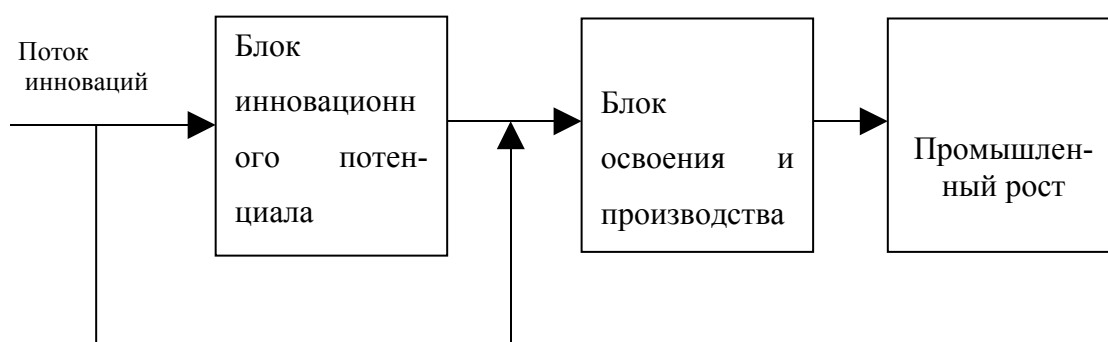 Поток
инноваций
Блок
инновационн
ого потен-
циала
Блок
освоения и
производства
Промышлен-
ный рост